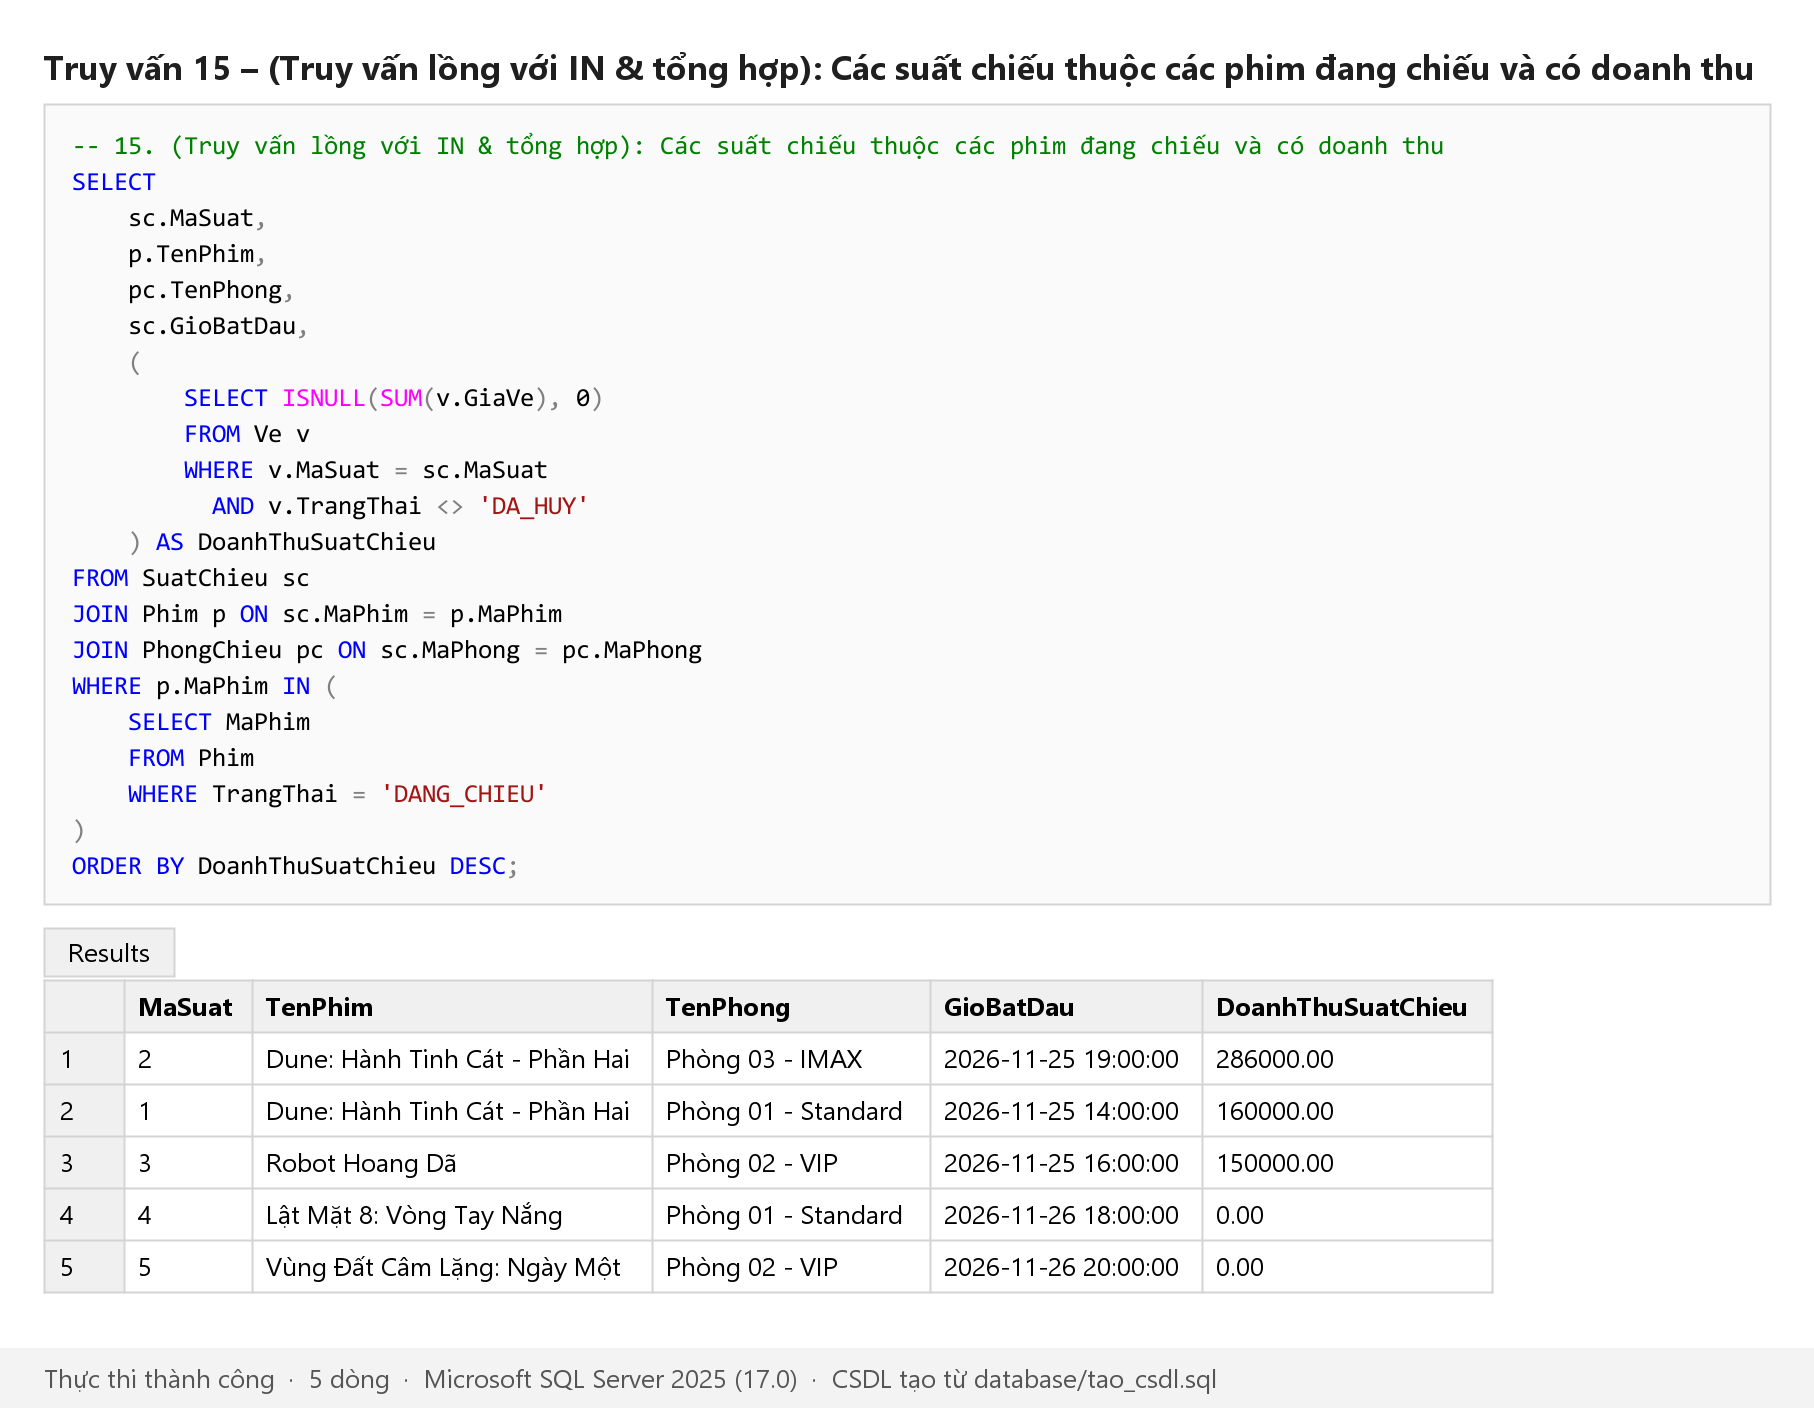 Truy vấn 15 – (Truy vấn lồng với IN & tổng hợp): Các suất chiếu thuộc các phim đang chiếu và có doanh thu
-- 15. (Truy vấn lồng với IN & tổng hợp): Các suất chiếu thuộc các phim đang chiếu và có doanh thu
SELECT
    sc.MaSuat,
    p.TenPhim,
    pc.TenPhong,
    sc.GioBatDau,
    (
        SELECT ISNULL(SUM(v.GiaVe), 0)
        FROM Ve v
        WHERE v.MaSuat = sc.MaSuat
          AND v.TrangThai <> 'DA_HUY'
    ) AS DoanhThuSuatChieu
FROM SuatChieu sc
JOIN Phim p ON sc.MaPhim = p.MaPhim
JOIN PhongChieu pc ON sc.MaPhong = pc.MaPhong
WHERE p.MaPhim IN (
    SELECT MaPhim
    FROM Phim
    WHERE TrangThai = 'DANG_CHIEU'
)
ORDER BY DoanhThuSuatChieu DESC;
Results
MaSuat TenPhim TenPhong GioBatDau DoanhThuSuatChieu
1 2 Dune: Hành Tinh Cát - Phần Hai Phòng 03 - IMAX 2026-11-25 19:00:00 286000.00
2 1 Dune: Hành Tinh Cát - Phần Hai Phòng 01 - Standard 2026-11-25 14:00:00 160000.00
3 3 Robot Hoang Dã Phòng 02 - VIP 2026-11-25 16:00:00 150000.00
4 4 Lật Mặt 8: Vòng Tay Nắng Phòng 01 - Standard 2026-11-26 18:00:00 0.00
5 5 Vùng Đất Câm Lặng: Ngày Một Phòng 02 - VIP 2026-11-26 20:00:00 0.00
Thực thi thành công · 5 dòng · Microsoft SQL Server 2025 (17.0) · CSDL tạo từ database/tao_csdl.sql